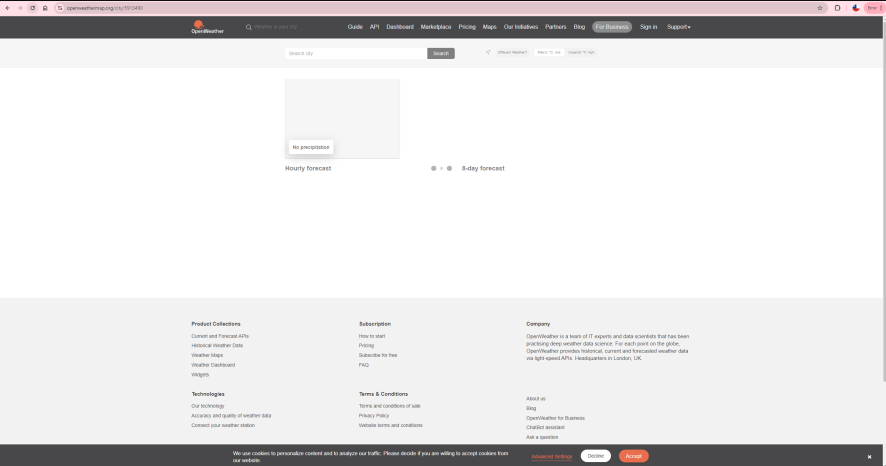 openweathermap.org/city/5913490
Error
OpenWeather
Weather in your city
Guide API Dashboard Marketplace Pricing Maps Our Initiatives Partners Blog For Business Sign in Support
Search city
Search
Different Weather?
Metric: °C, m/s
Imperial: °F, mph
No precipitation
Hourly forecast
8-day forecast
Product Collections
Current and Forecast APIs
Historical Weather Data
Weather Maps
Weather Dashboard
Widgets
Subscription
How to start
Pricing
Subscribe for free
FAQ
Company
OpenWeather is a team of IT experts and data scientists that has been
practising deep weather data science. For each point on the globe,
OpenWeather provides historical, current and forecasted weather data
via light-speed APIs. Headquarters in London, UK.
Technologies
Our technology
Accuracy and quality of weather data
Connect your weather station
Terms & Conditions
Terms and conditions of sale
Privacy Policy
Website terms and conditions
About us
Blog
OpenWeather for Business
ChatBot assistant
Ask a question
We use cookies to personalize content and to analyze our traffic. Please decide if you are willing to accept cookies from
our website.
Advanced Settings
Decline
Accept